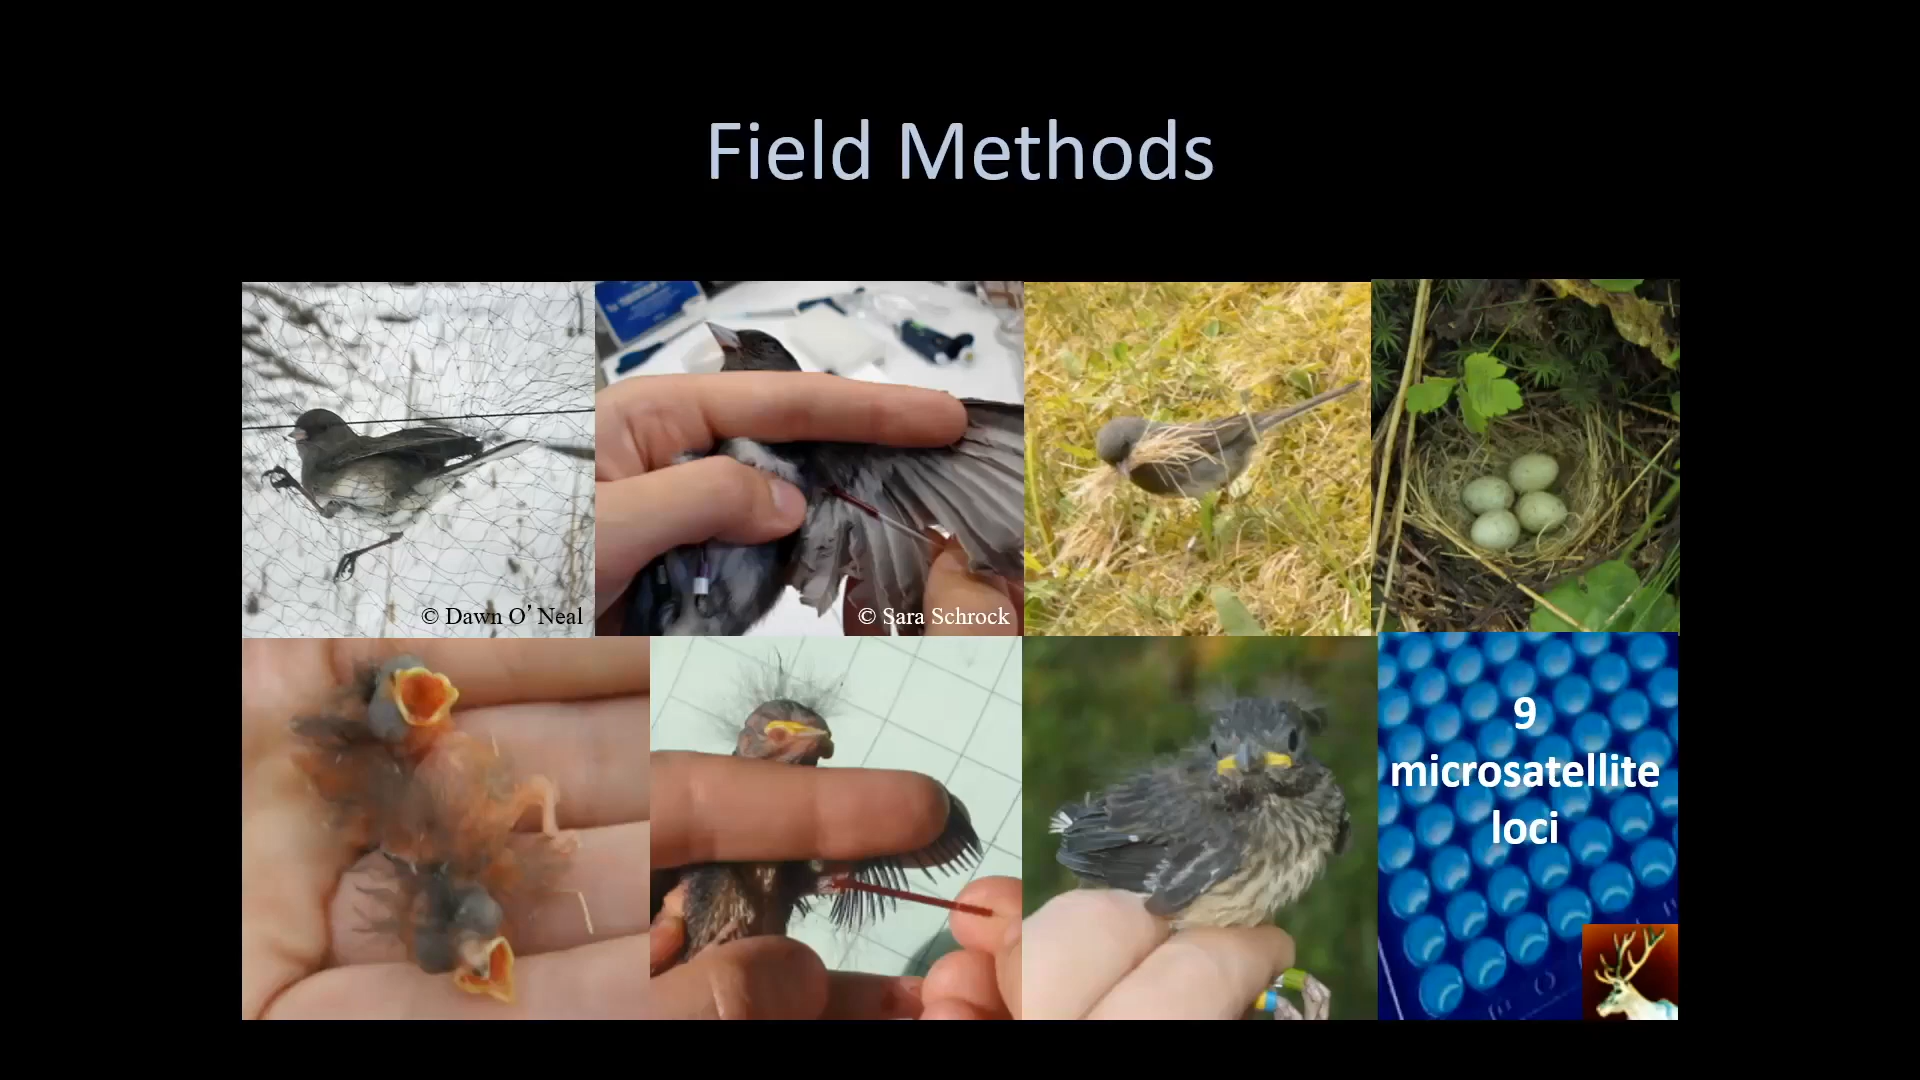 Field Methods
© Dawn O’Neal
© Sara Schrock
9
microsatellite
loci